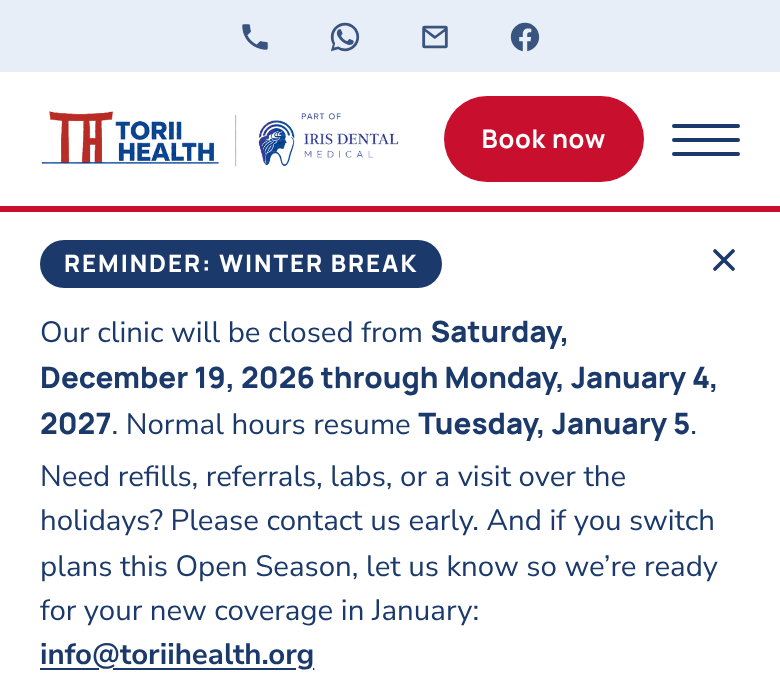 TORII
HEALTH
PART OF
IRIS DENTAL
MEDICAL
Book now
REMINDER: WINTER BREAK
Our clinic will be closed from Saturday,
December 19, 2026 through Monday, January 4,
2027. Normal hours resume Tuesday, January 5.
Need refills, referrals, labs, or a visit over the
holidays? Please contact us early. And if you switch
plans this Open Season, let us know so we’re ready
for your new coverage in January:
info@toriihealth.org